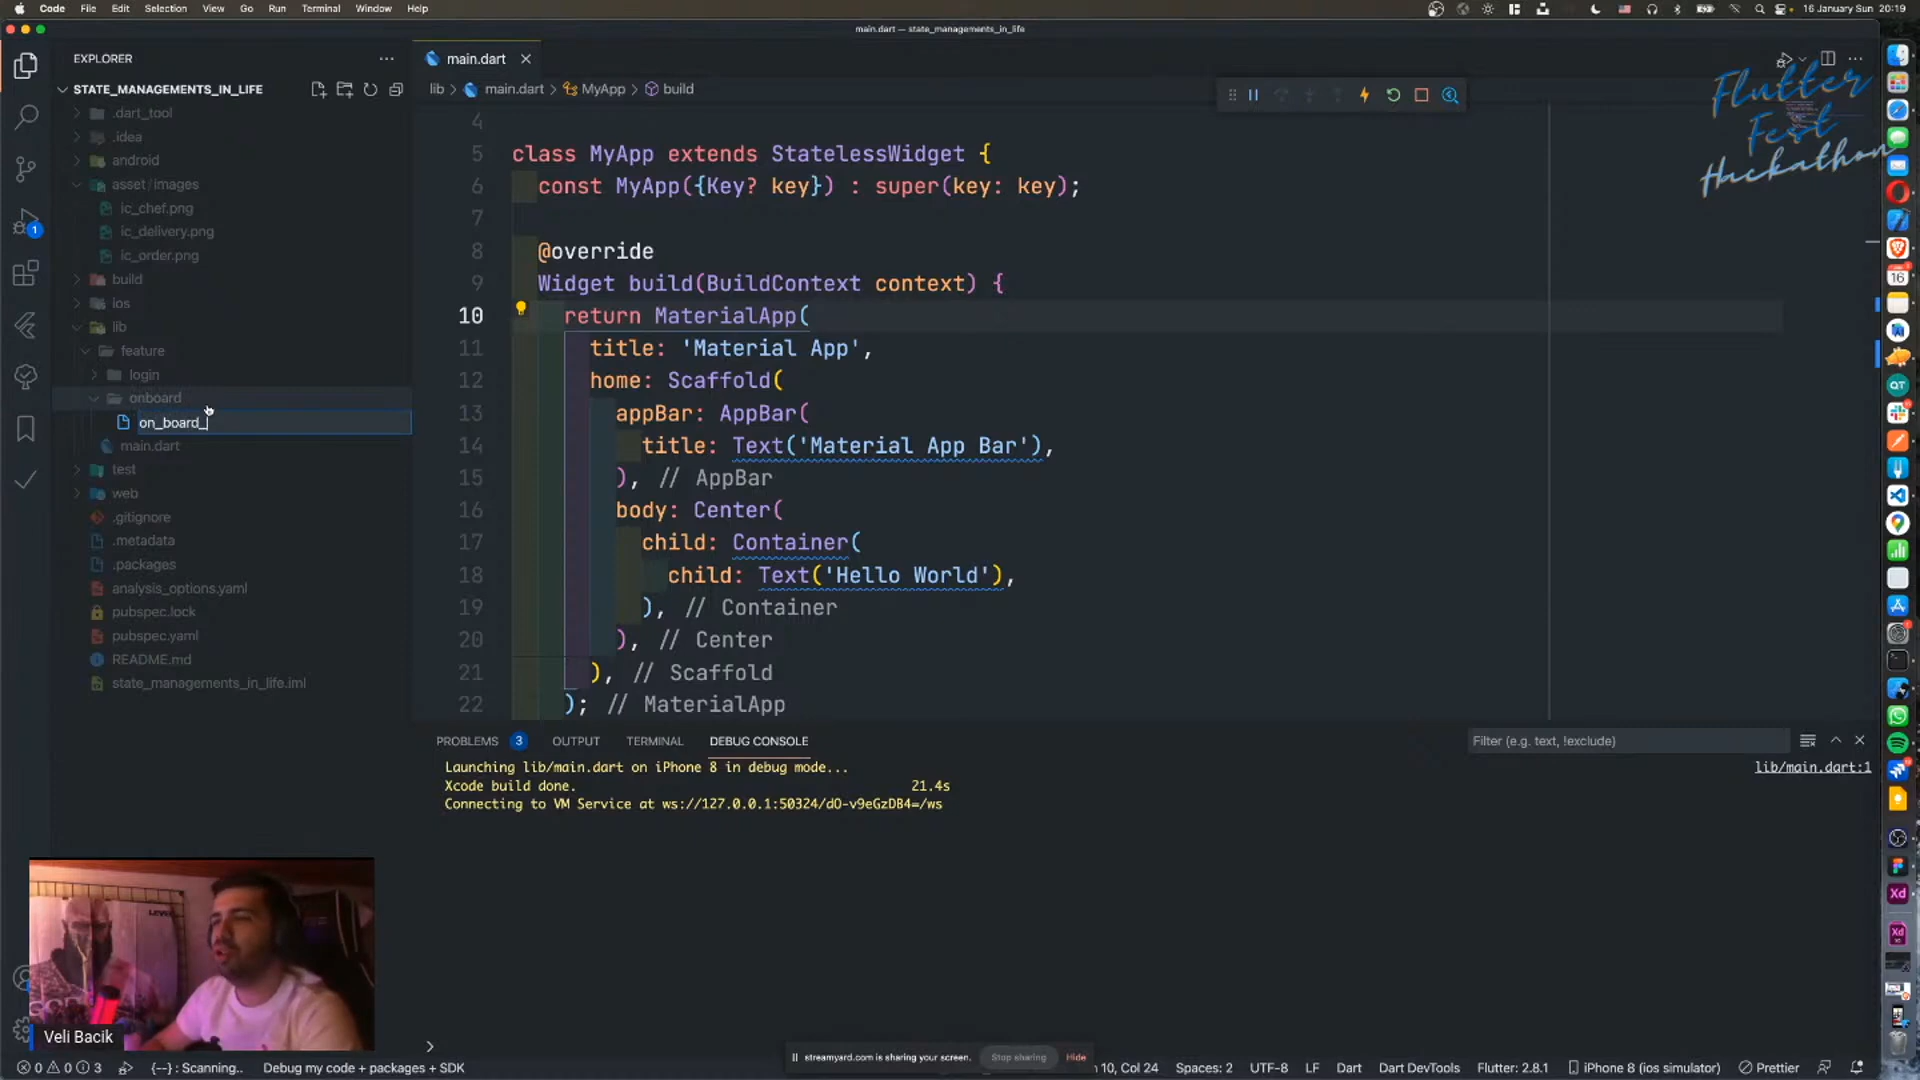 Code File Edit Selection View Go Run Terminal Window Help
16 January Sun 20:19
main.dart — state_managements_in_life
EXPLORER
STATE_MANAGEMENTS_IN_LIFE
.dart_tool
.idea
android
asset/images
ic_chef.png
ic_delivery.png
ic_order.png
build
ios
lib
feature
login
onboard
on_board_
main.dart
test
web
.gitignore
.metadata
.packages
analysis_options.yaml
pubspec.lock
pubspec.yaml
README.md
state_managements_in_life.iml
1
main.dart
lib > main.dart > MyApp > build
4
5 class MyApp extends StatelessWidget {
6 const MyApp({Key? key}) : super(key: key);
7
8 @override
9 Widget build(BuildContext context) {
10 return MaterialApp(
11 title: 'Material App',
12 home: Scaffold(
13 appBar: AppBar(
14 title: Text('Material App Bar'),
15 ), // AppBar
16 body: Center(
17 child: Container(
18 child: Text('Hello World'),
19 ), // Container
20 ), // Center
21 ), // Scaffold
22 ); // MaterialApp
Flutter
Fest
Hackathon
PROBLEMS 3 OUTPUT TERMINAL DEBUG CONSOLE
Filter (e.g. text, !exclude)
Launching lib/main.dart on iPhone 8 in debug mode...
lib/main.dart:1
Xcode build done. 21.4s
Connecting to VM Service at ws://127.0.0.1:50324/dO-v9eGzDB4=/ws
Veli Bacik
streamyard.com is sharing your screen. Stop sharing Hide
0 0 3 {--} : Scanning.. Debug my code + packages + SDK
10, Col 24 Spaces: 2 UTF-8 LF Dart Dart DevTools Flutter: 2.8.1 iPhone 8 (ios simulator) Prettier